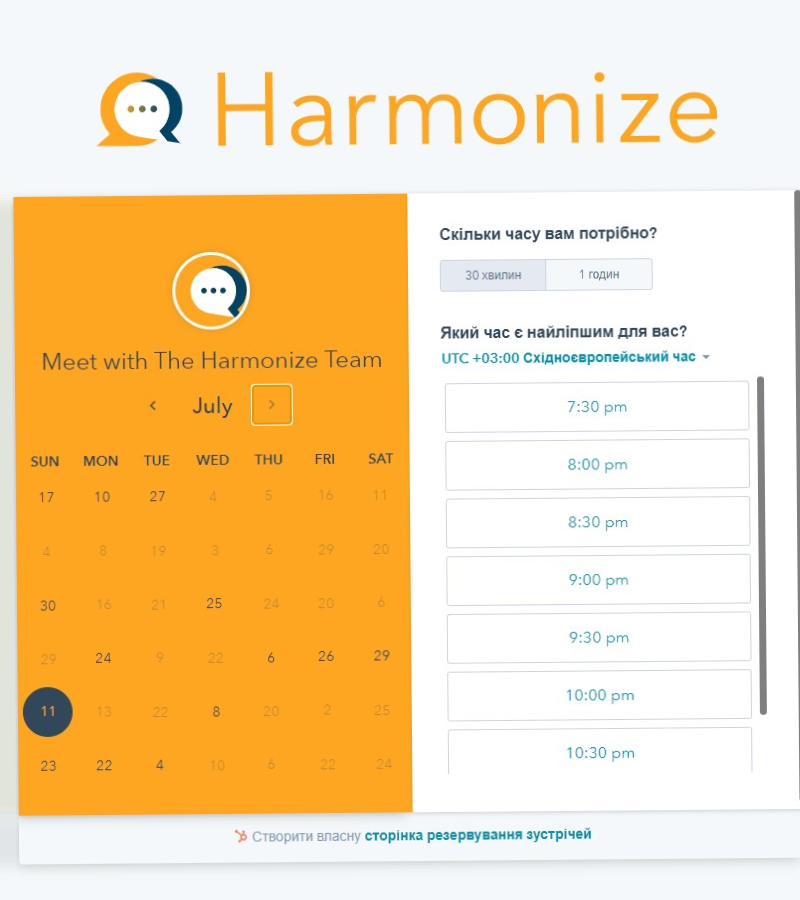 Harmonize
Meet with The Harmonize Team
July
SUN MON TUE WED THU FRI SAT
17 10 27 4 5 16 11
4 8 19 3 6 29 20
30 16 21 25 24 20 6
29 24 9 22 6 26 29
11 13 22 8 20 2 25
23 22 4 10 6 22 24
Скільки часу вам потрібно?
30 хвилин 1 годин
Який час є найліпшим для вас?
UTC +03:00 Східноєвропейський час
7:30 pm
8:00 pm
8:30 pm
9:00 pm
9:30 pm
10:00 pm
10:30 pm
Створити власну сторінка резервування зустрічей